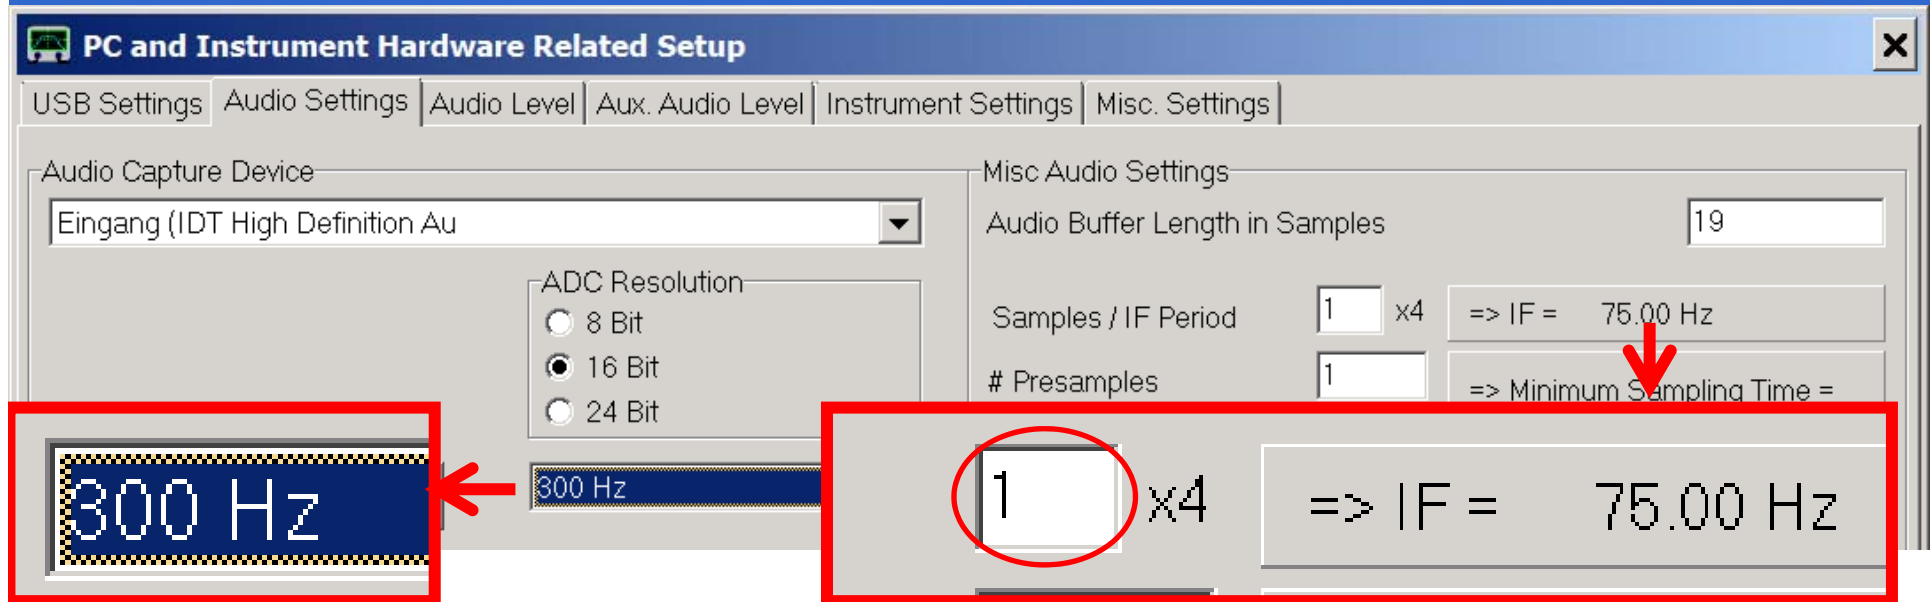 PC and Instrument Hardware Related Setup
USB Settings Audio Settings Audio Level Aux. Audio Level Instrument Settings Misc. Settings
Audio Capture Device
Eingang (IDT High Definition Au
ADC Resolution
8 Bit
16 Bit
24 Bit
300 Hz
300 Hz
Misc Audio Settings
Audio Buffer Length in Samples 19
Samples / IF Period 1 x4 => IF = 75.00 Hz
# Presamples 1 => Minimum Sampling Time =
1 x4 => IF = 75.00 Hz